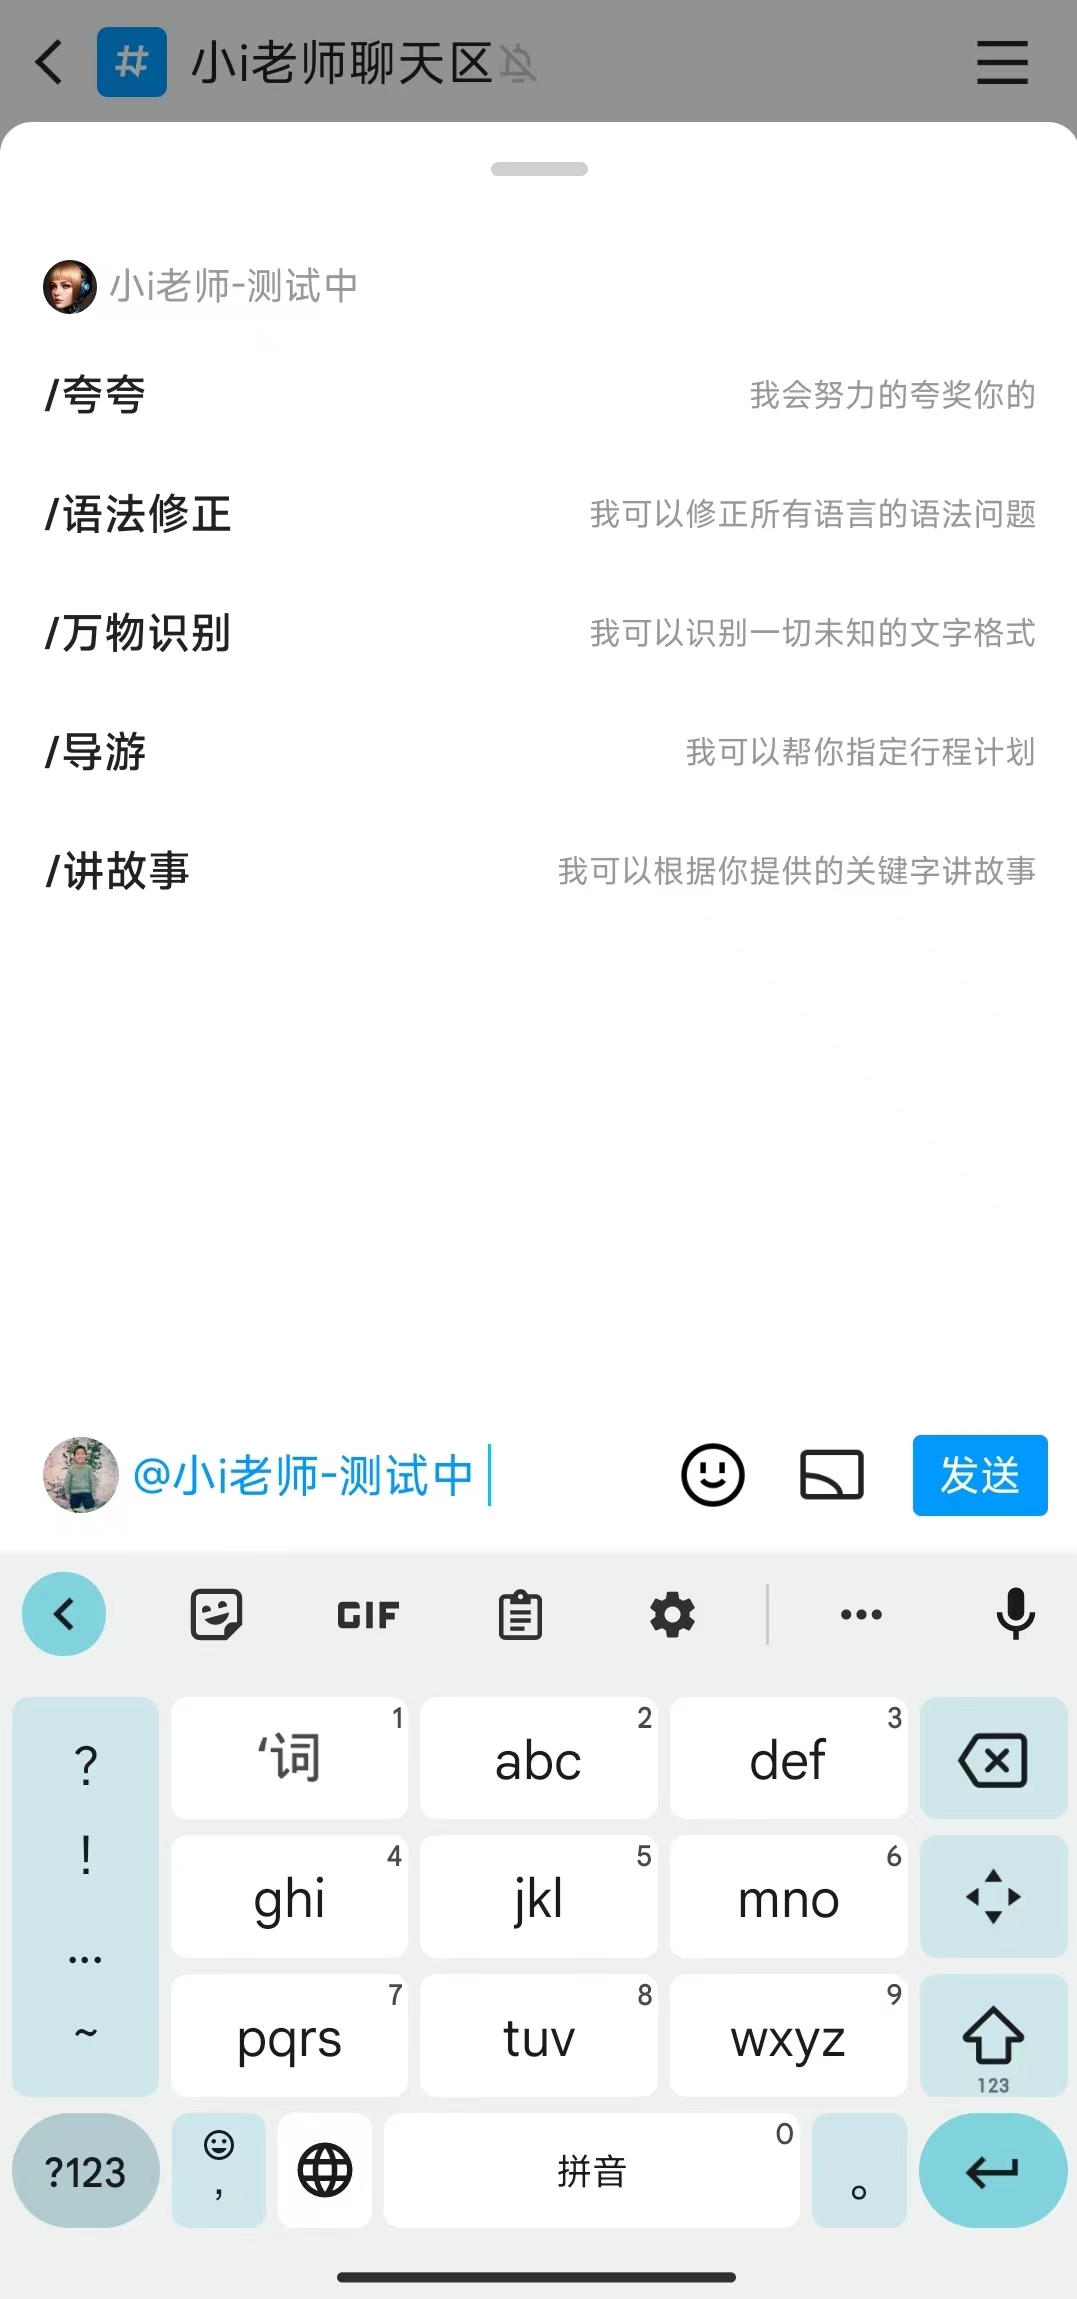 小i老师聊天区
小i老师-测试中
/夸夸 我会努力的夸奖你的
/语法修正 我可以修正所有语言的语法问题
/万物识别 我可以识别一切未知的文字格式
/导游 我可以帮你指定行程计划
/讲故事 我可以根据你提供的关键字讲故事
@小i老师-测试中 发送
GIF
? ‘词 1 abc 2 def 3
! ghi 4 jkl 5 mno 6
…
~ pqrs 7 tuv 8 wxyz 9 123
?123 , 拼音 0 。